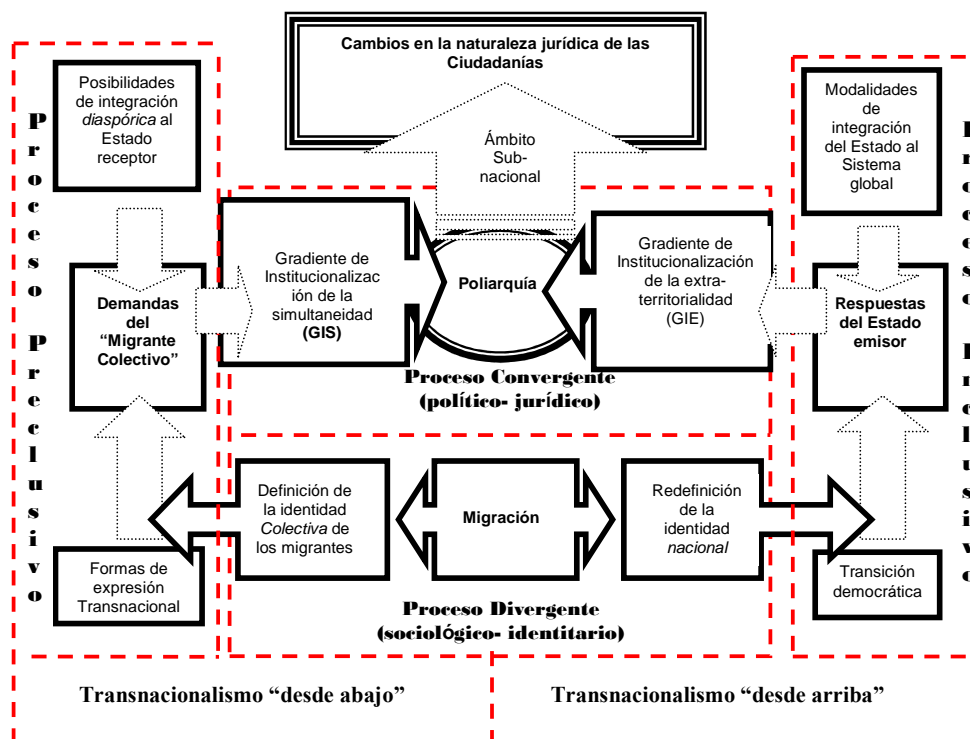 Cambios en la naturaleza jurídica de las
Ciudadanías
Posibilidades
de integración
diaspórica al
Estado
receptor
Modalidades
de
integración
del Estado al
Sistema
global
Ámbito
Sub-
nacional
Proceso Preclusivo
Proceso Preclusivo
Gradiente de
Institucionalizac
ión de la
simultaneidad
(GIS)
Poliarquía
Gradiente de
Institucionalización
de la extra-
territorialidad
(GIE)
Demandas
del
“Migrante
Colectivo”
Respuestas
del Estado
emisor
Proceso Convergente
(político- jurídico)
Definición de
la identidad
Colectiva de
los migrantes
Migración
Redefinición
de la
identidad
nacional
Formas de
expresión
Transnacional
Transición
democrática
Proceso Divergente
(sociológico- identitario)
Transnacionalismo “desde abajo”
Transnacionalismo “desde arriba”